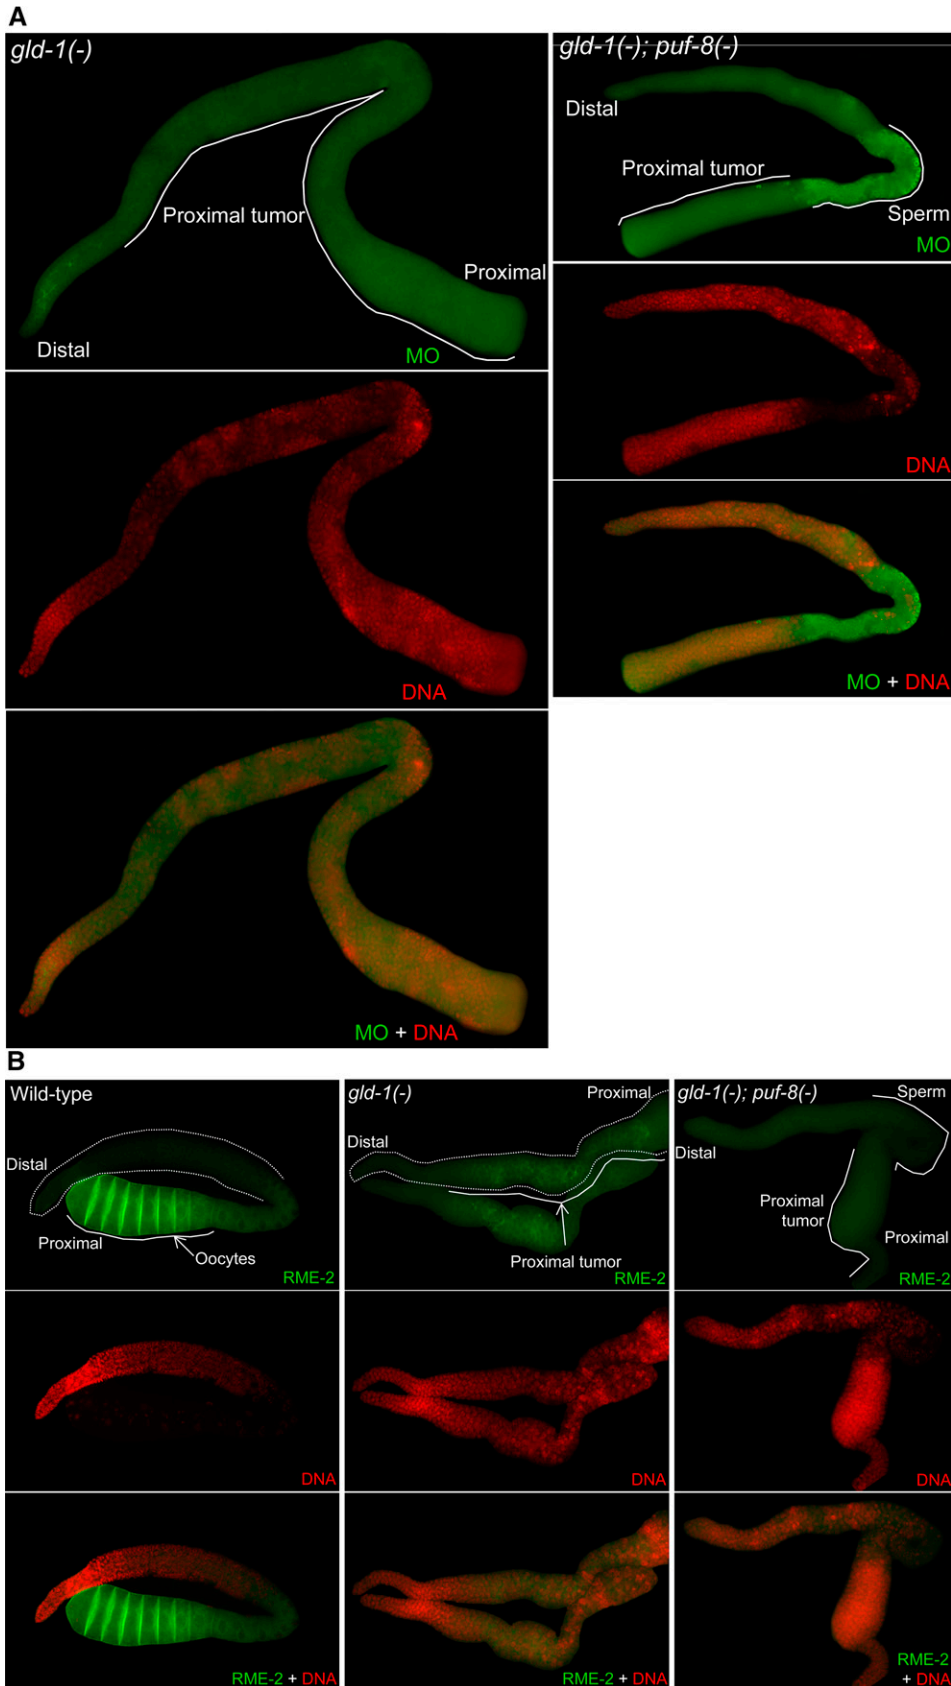 A
gld-1(-)
Proximal tumor
Proximal
Distal
MO
DNA
MO + DNA
gld-1(-); puf-8(-)
Distal
Proximal tumor
Sperm
MO
DNA
MO + DNA
B
Wild-type
Distal
Proximal
Oocytes
RME-2
DNA
RME-2 + DNA
gld-1(-)
Proximal
Distal
Proximal tumor
RME-2
DNA
RME-2 + DNA
gld-1(-); puf-8(-)
Sperm
Distal
Proximal
tumor
Proximal
RME-2
DNA
RME-2
+ DNA